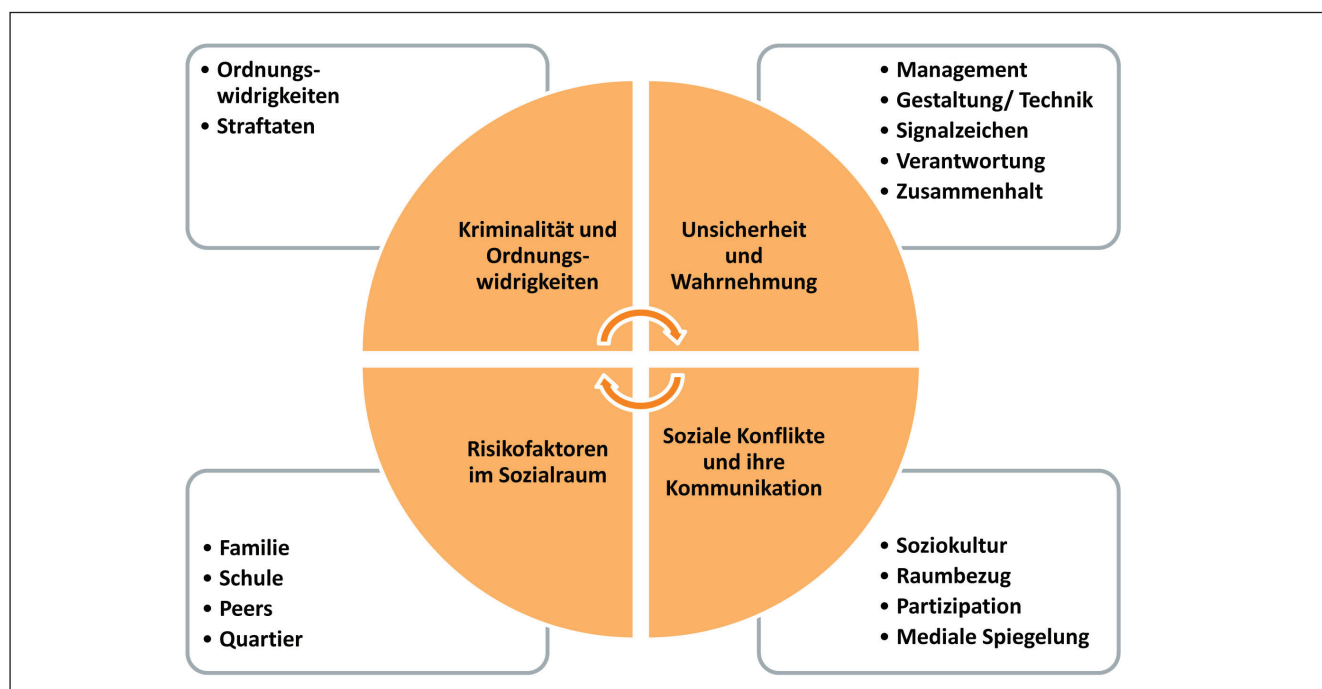 • Ordnungs-
widrigkeiten
• Straftaten
• Management
• Gestaltung/ Technik
• Signalzeichen
• Verantwortung
• Zusammenhalt
Kriminalität und
Ordnungs-
widrigkeiten
Unsicherheit
und
Wahrnehmung
Risikofaktoren
im Sozialraum
Soziale Konflikte
und ihre
Kommunikation
• Familie
• Schule
• Peers
• Quartier
• Soziokultur
• Raumbezug
• Partizipation
• Mediale Spiegelung